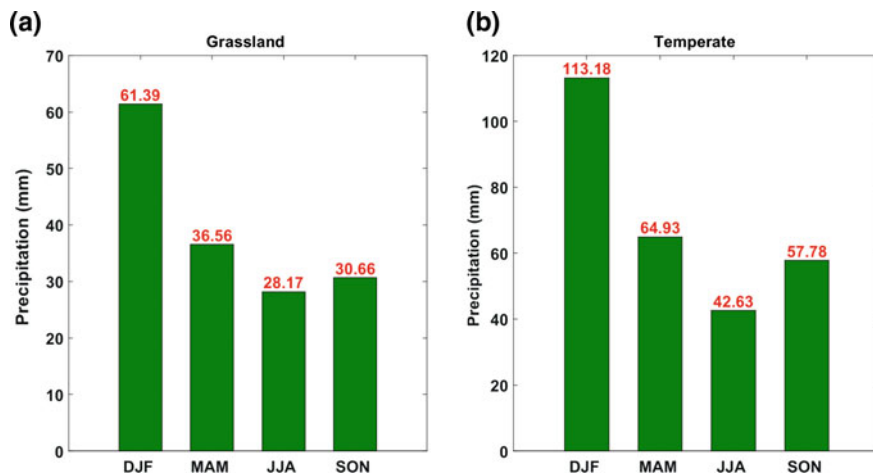 (a)
Grassland
Precipitation (mm)
70
60
50
40
30
20
10
0
61.39
36.56
28.17
30.66
DJF MAM JJA SON
(b)
Temperate
Precipitation (mm)
120
100
80
60
40
20
0
113.18
64.93
42.63
57.78
DJF MAM JJA SON